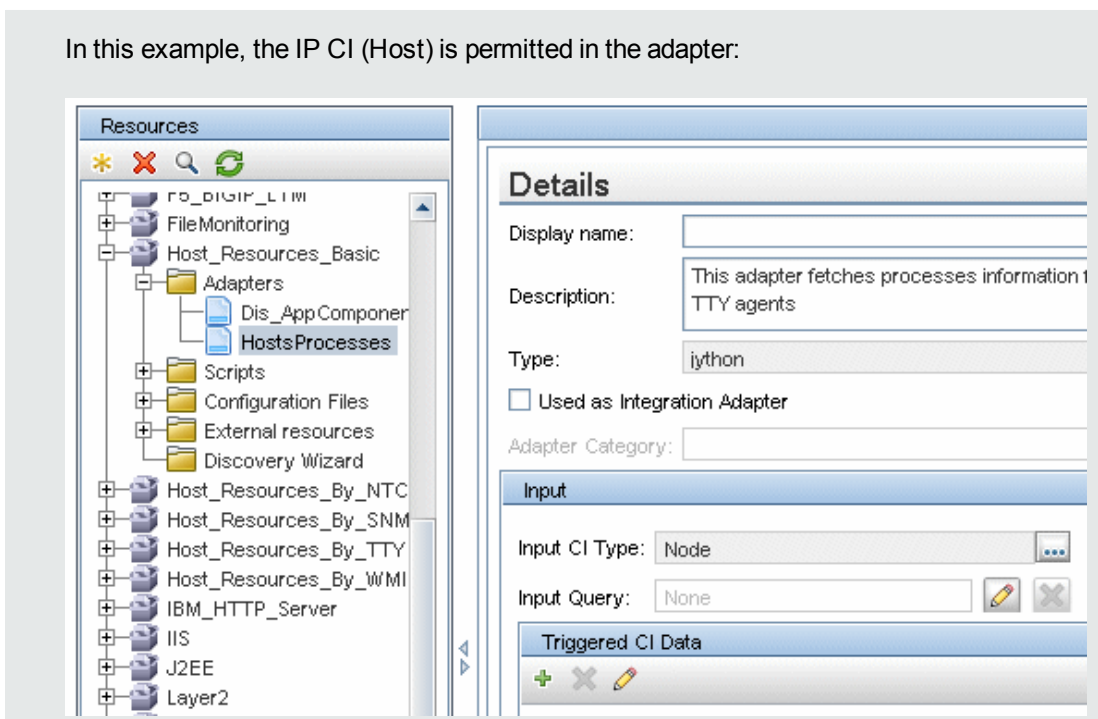 In this example, the IP CI (Host) is permitted in the adapter:
Resources
FileMonitoring
Host_Resources_Basic
Adapters
Dis_AppComponer
HostsProcesses
Scripts
Configuration Files
External resources
Discovery Wizard
Host_Resources_By_NTC
Host_Resources_By_SNM
Host_Resources_By_TTY
Host_Resources_By_WMI
IBM_HTTP_Server
IIS
J2EE
Layer2
Details
Display name:
Description:
This adapter fetches processes information
TTY agents
Type:
jython
Used as Integration Adapter
Adapter Category:
Input
Input CI Type:
Node
...
Input Query:
None
Triggered CI Data